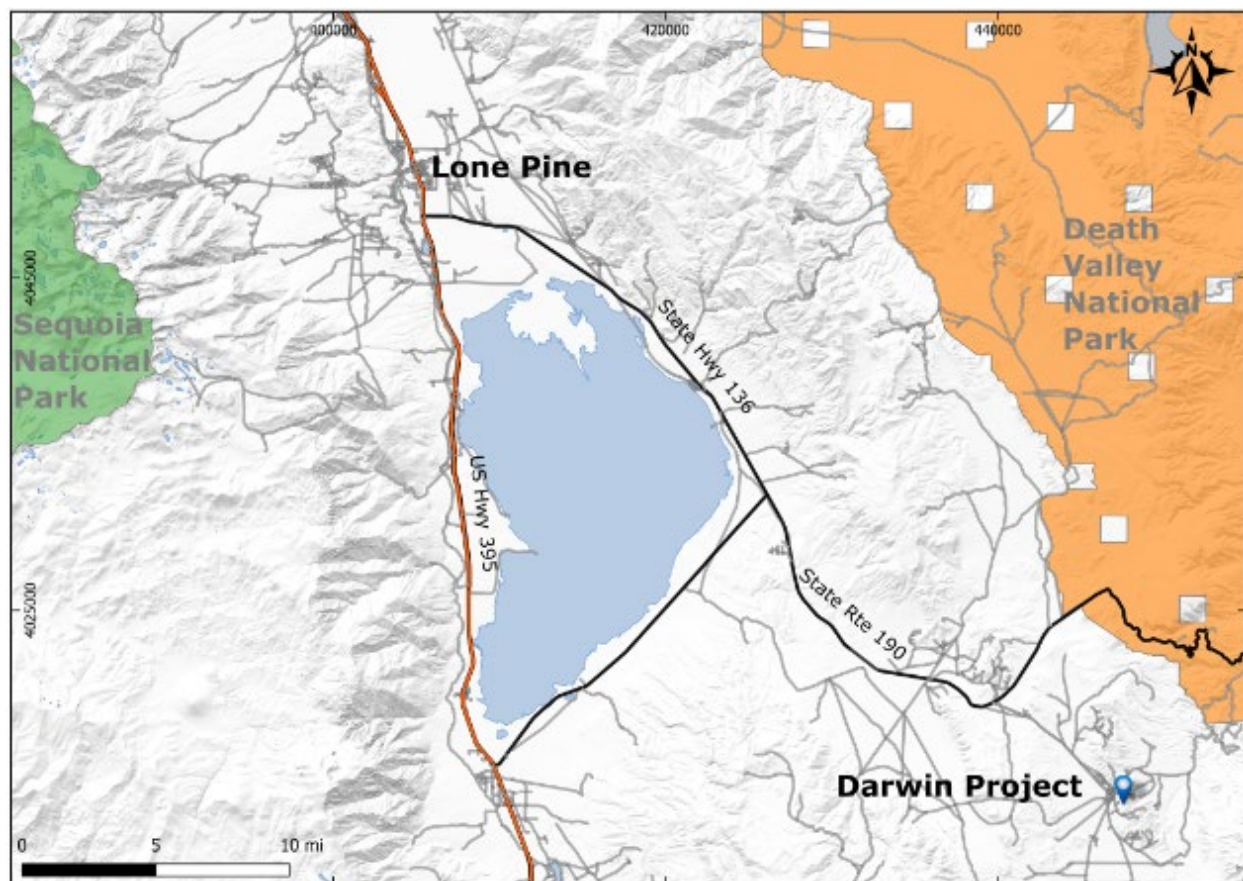 400000
420000
440000
N
Lone Pine
Death
Valley
National
Park
4045000
Sequoia
National
Park
State Hwy 136
US Hwy 395
4025000
State Rte 190
Darwin Project
0 5 10 mi